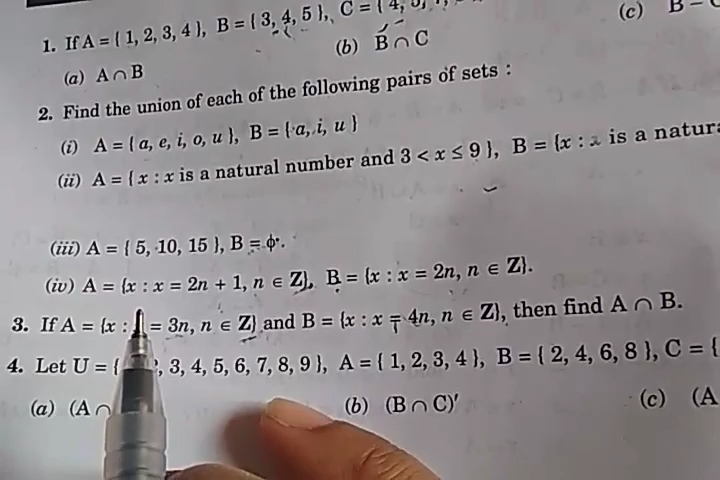 1. If A = { 1, 2, 3, 4 }, B = { 3, 4, 5 }, C = { 4,
(a) A ∩ B (b) B ∩ C (c) B –
2. Find the union of each of the following pairs of sets :
(i) A = { a, e, i, o, u }, B = { a, i, u }
(ii) A = { x : x is a natural number and 3 < x ≤ 9 }, B = {x : x is a natura
(iii) A = { 5, 10, 15 }, B = ϕ.
(iv) A = {x : x = 2n + 1, n ∈ Z}, B = {x : x = 2n, n ∈ Z}.
3. If A = {x : = 3n, n ∈ Z} and B = {x : x = 4n, n ∈ Z}, then find A ∩ B.
4. Let U = { , 3, 4, 5, 6, 7, 8, 9 }, A = { 1, 2, 3, 4 }, B = { 2, 4, 6, 8 }, C = {
(a) (A ∩ (b) (B ∩ C)′ (c) (A